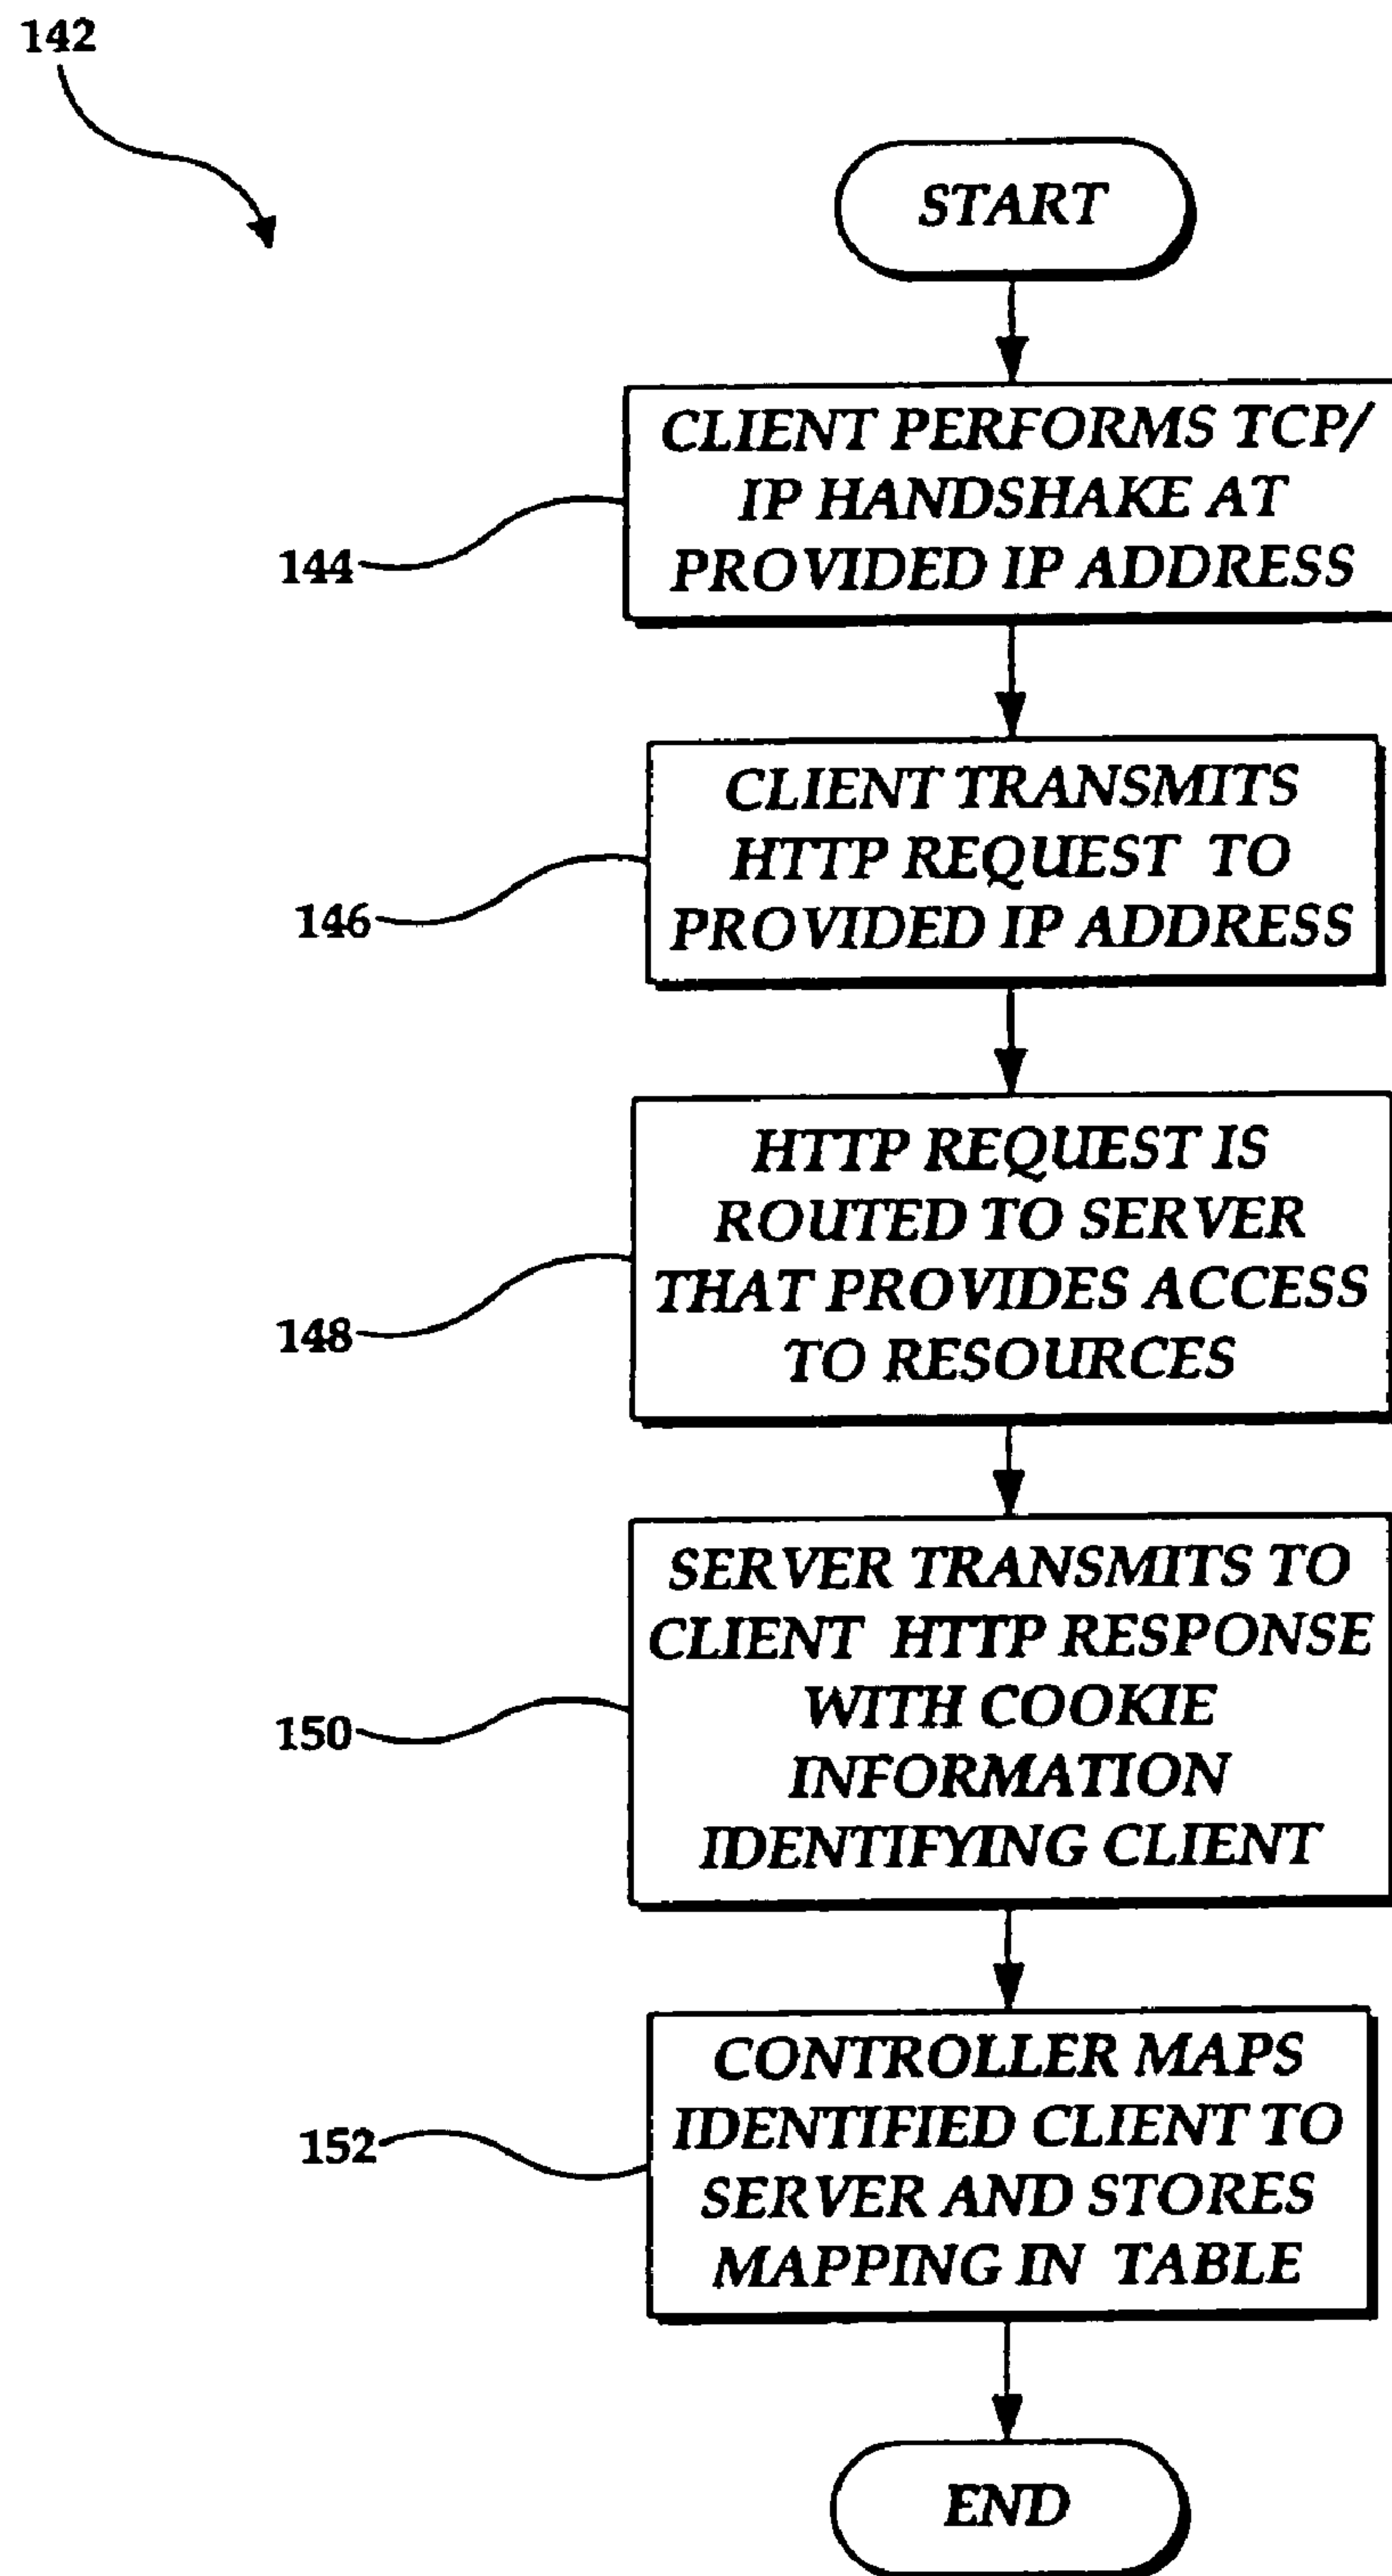 142
START
CLIENT PERFORMS TCP/
IP HANDSHAKE AT
PROVIDED IP ADDRESS
144
CLIENT TRANSMITS
HTTP REQUEST TO
PROVIDED IP ADDRESS
146
HTTP REQUEST IS
ROUTED TO SERVER
THAT PROVIDES ACCESS
TO RESOURCES
148
SERVER TRANSMITS TO
CLIENT HTTP RESPONSE
WITH COOKIE
INFORMATION
IDENTIFYING CLIENT
150
CONTROLLER MAPS
IDENTIFIED CLIENT TO
SERVER AND STORES
MAPPING IN TABLE
152
END